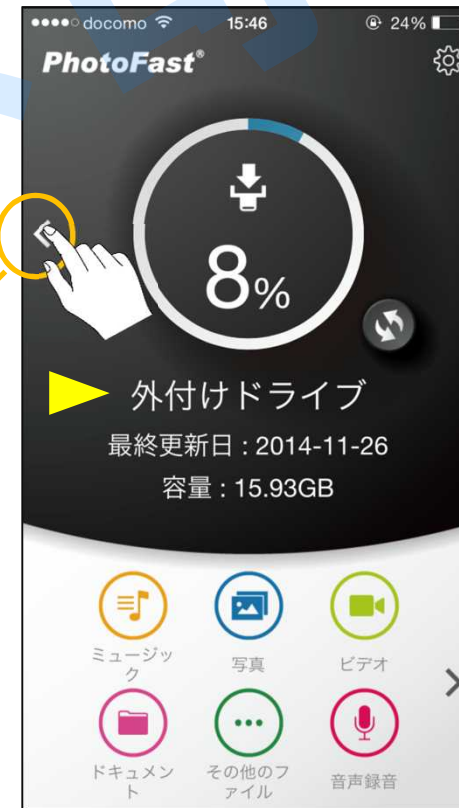 docomo 15:46 24%
PhotoFast®
8%
外付けドライブ
最終更新日 : 2014-11-26
容量 : 15.93GB
ミュージッ
ク
写真
ビデオ
ドキュメン
ト
その他のフ
ァイル
音声録音